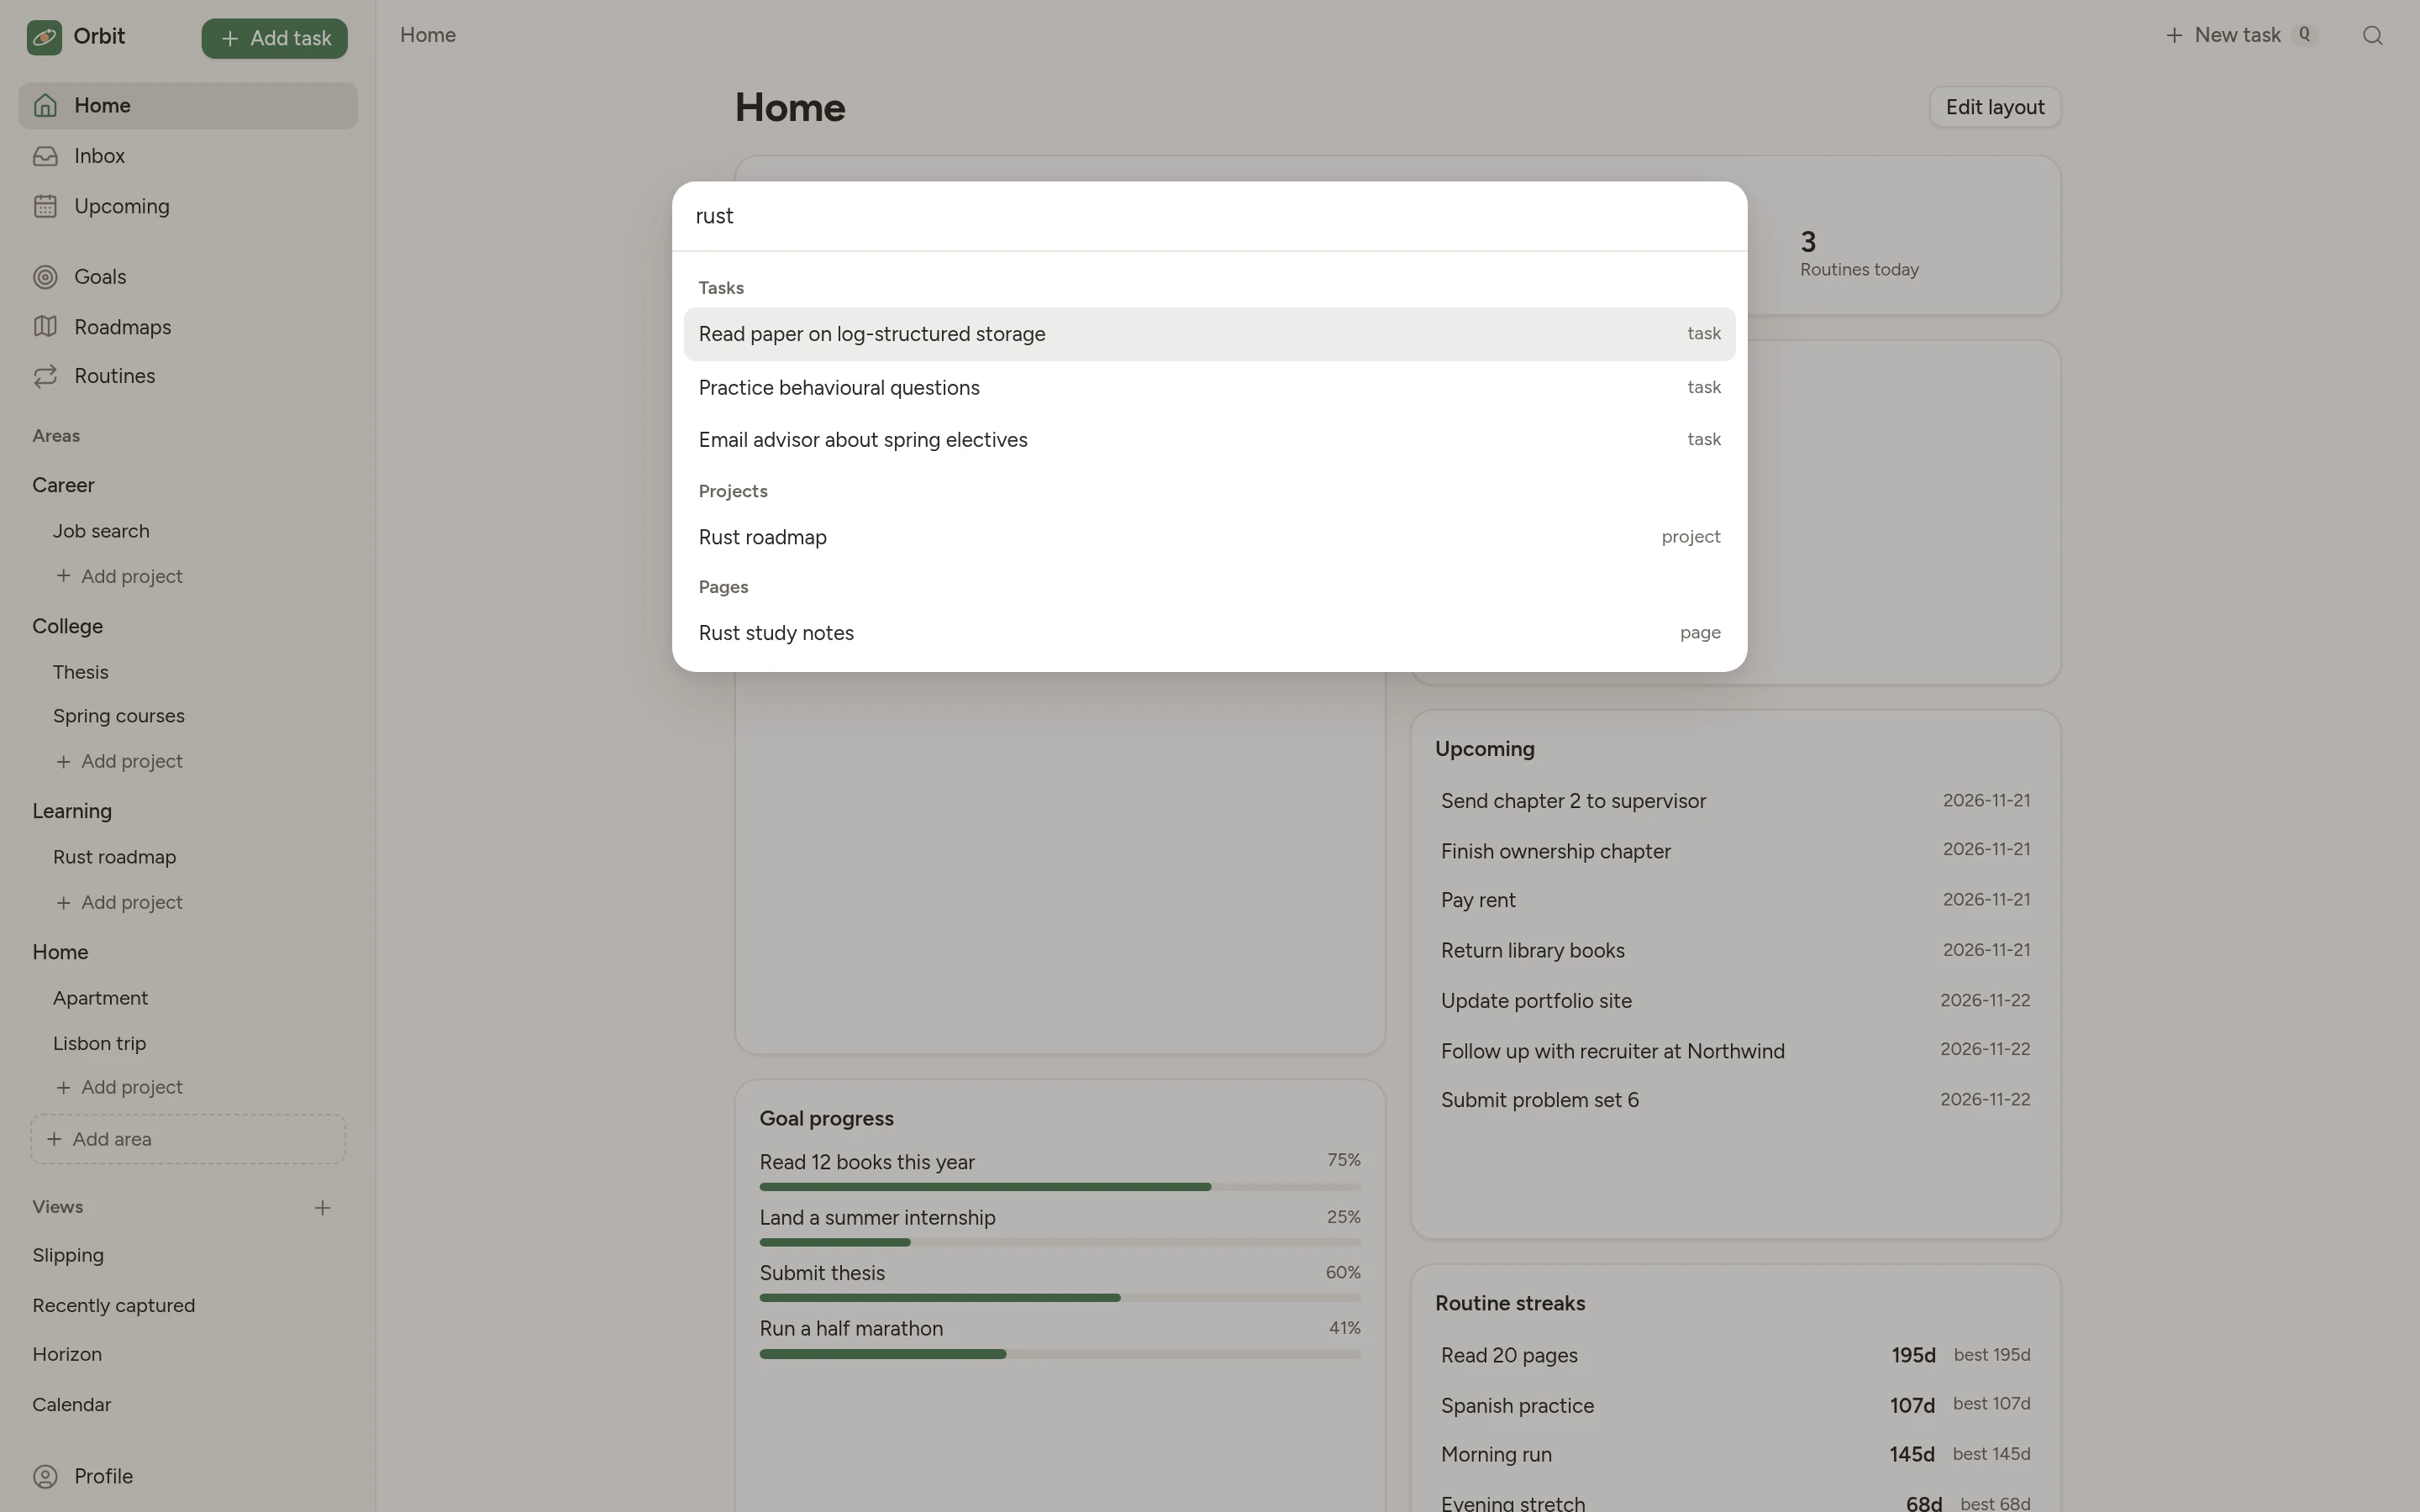 Orbit
Add task
Home
Inbox
Upcoming
Goals
Roadmaps
Routines
Areas
Career
Job search
Add project
College
Thesis
Spring courses
Add project
Learning
Rust roadmap
Add project
Home
Apartment
Lisbon trip
Add project
Add area
Views
Slipping
Recently captured
Horizon
Calendar
Profile
Home
New task Q
Home
Edit layout
3
Routines today
rust
Tasks
Read paper on log-structured storage task
Practice behavioural questions task
Email advisor about spring electives task
Projects
Rust roadmap project
Pages
Rust study notes page
Goal progress
Read 12 books this year 75%
Land a summer internship 25%
Submit thesis 60%
Run a half marathon 41%
Upcoming
Send chapter 2 to supervisor 2026-11-21
Finish ownership chapter 2026-11-21
Pay rent 2026-11-21
Return library books 2026-11-21
Update portfolio site 2026-11-22
Follow up with recruiter at Northwind 2026-11-22
Submit problem set 6 2026-11-22
Routine streaks
Read 20 pages 195d best 195d
Spanish practice 107d best 107d
Morning run 145d best 145d
Evening stretch 68d best 68d